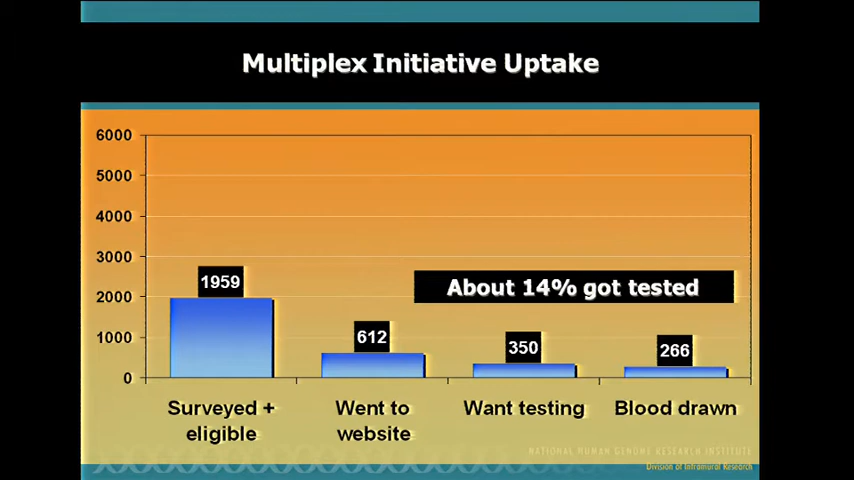 Multiplex Initiative Uptake
6000
5000
4000
3000
2000
1000
0
1959
612
350
266
About 14% got tested
Surveyed +
eligible
Went to
website
Want testing
Blood drawn
NATIONAL HUMAN GENOME RESEARCH INSTITUTE
Division of Intramural Research